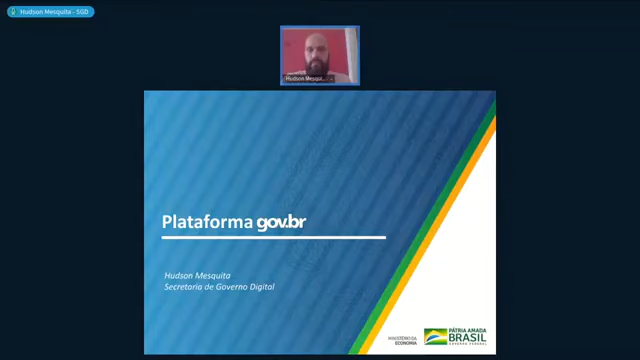 Hudson Mesquita - SGD
Hudson Mesqui...
Plataforma gov.br
Hudson Mesquita
Secretaria de Governo Digital
MINISTÉRIO DA
ECONOMIA
PÁTRIA AMADA
BRASIL
GOVERNO FEDERAL